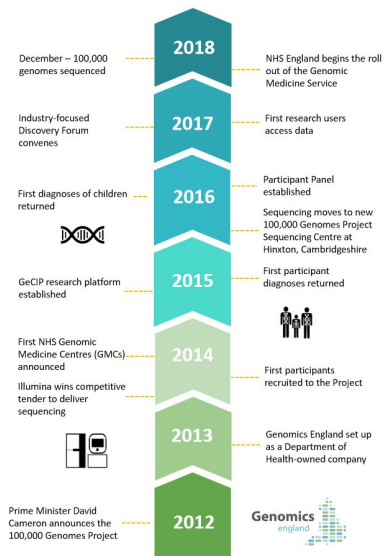 2018
December – 100,000
genomes sequenced
NHS England begins the roll
out of the Genomic
Medicine Service
2017
Industry-focused
Discovery Forum
convenes
First research users
access data
2016
First diagnoses of children
returned
Participant Panel
established
Sequencing moves to new
100,000 Genomes Project
Sequencing Centre at
Hinxton, Cambridgeshire
2015
GeCIP research platform
established
First participant
diagnoses returned
2014
First NHS Genomic
Medicine Centres (GMCs)
announced
Illumina wins competitive
tender to deliver
sequencing
First participants
recruited to the Project
2013
Genomics England set up
as a Department of
Health-owned company
2012
Prime Minister David
Cameron announces the
100,000 Genomes Project
Genomics
england